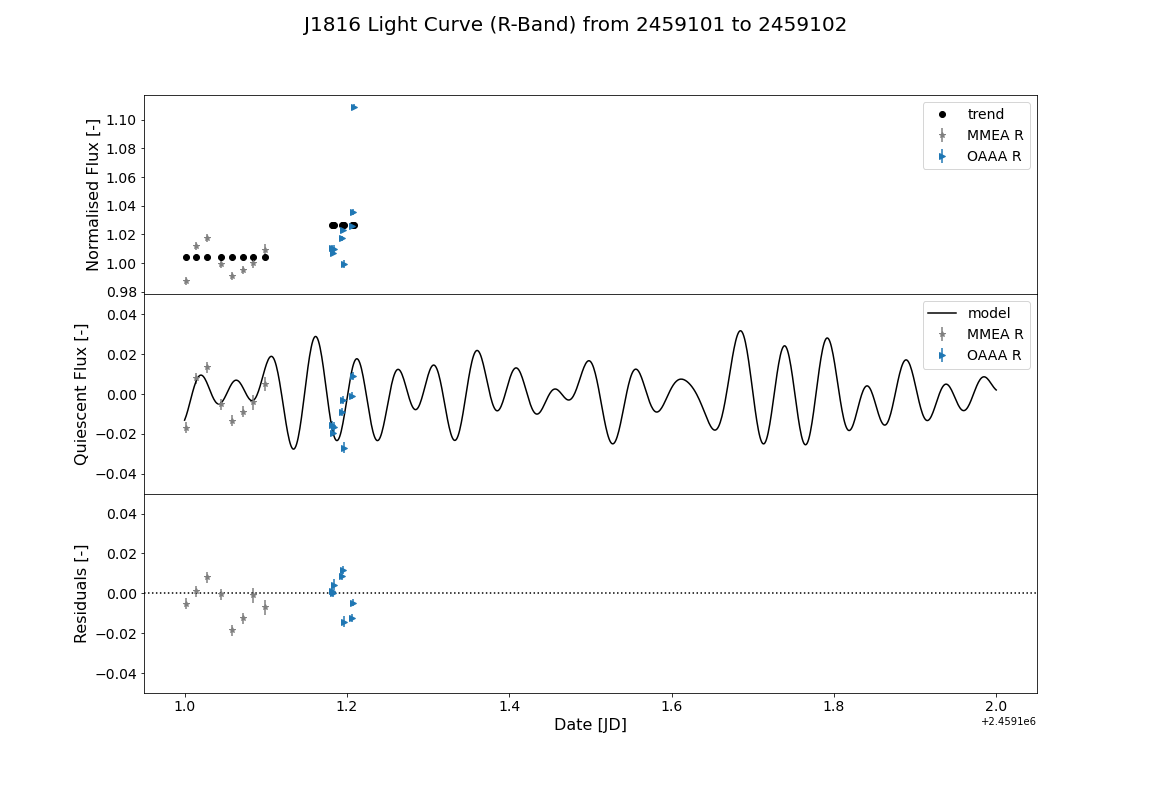 J1816 Light Curve (R-Band) from 2459101 to 2459102
Normalised Flux [-]
1.10
1.08
1.06
1.04
1.02
1.00
0.98
trend
MMEA R
OAAA R
Quiescent Flux [-]
0.04
0.02
0.00
−0.02
−0.04
model
MMEA R
OAAA R
Residuals [-]
0.04
0.02
0.00
−0.02
−0.04
1.0 1.2 1.4 1.6 1.8 2.0
+2.4591e6
Date [JD]